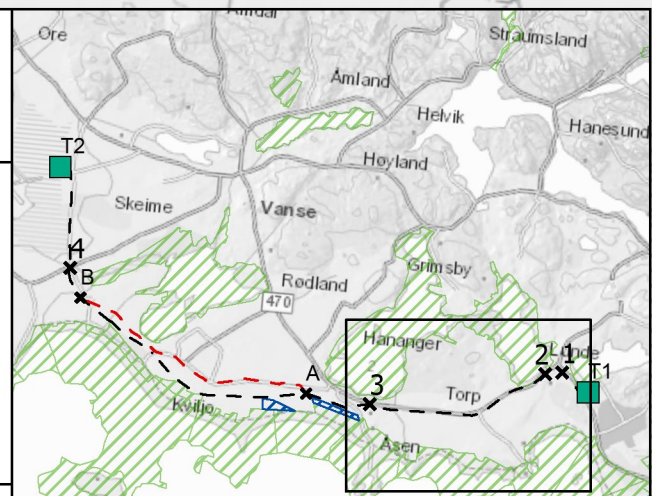 Ore
Straumsland
Åmland
Helvik
Hanesund
T2
Høyland
Skeime
Vanse
4
B
Grimsby
Rødland
470
Hananger
Lunde
2 1
T1
A
3
Torp
Kviljo
Åsen